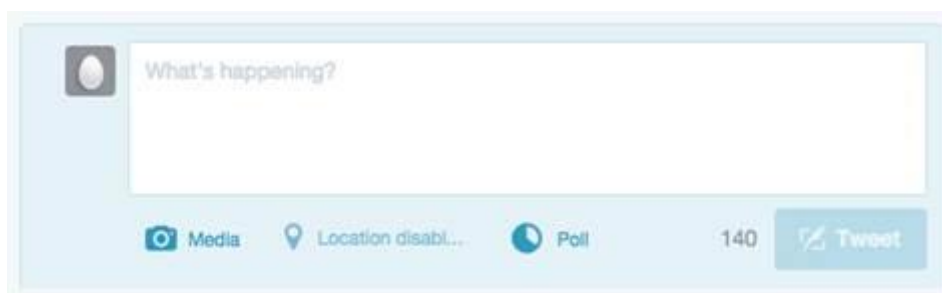 What's happening?
Media Location disabl... Poll 140 Tweet